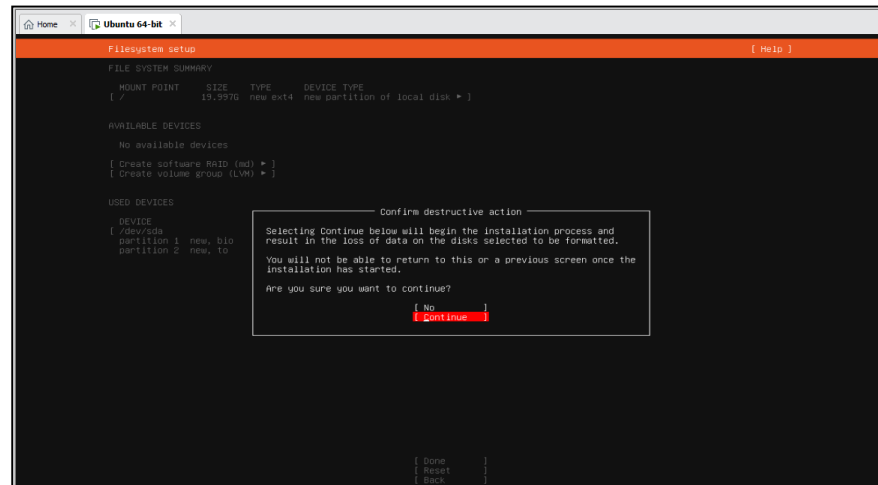 Home × Ubuntu 64-bit ×
Filesystem setup [ Help ]
FILE SYSTEM SUMMARY
MOUNT POINT SIZE TYPE DEVICE TYPE
[ / 19.997G new ext4 new partition of local disk ▸ ]
AVAILABLE DEVICES
No available devices
[ Create software RAID (md) ▸ ]
[ Create volume group (LVM) ▸ ]
USED DEVICES
DEVICE
[ /dev/sda
partition 1 new, bio
partition 2 new, to
Confirm destructive action
Selecting Continue below will begin the installation process and
result in the loss of data on the disks selected to be formatted.
You will not be able to return to this or a previous screen once the
installation has started.
Are you sure you want to continue?
[ No ]
[ Continue ]
[ Done ]
[ Reset ]
[ Back ]